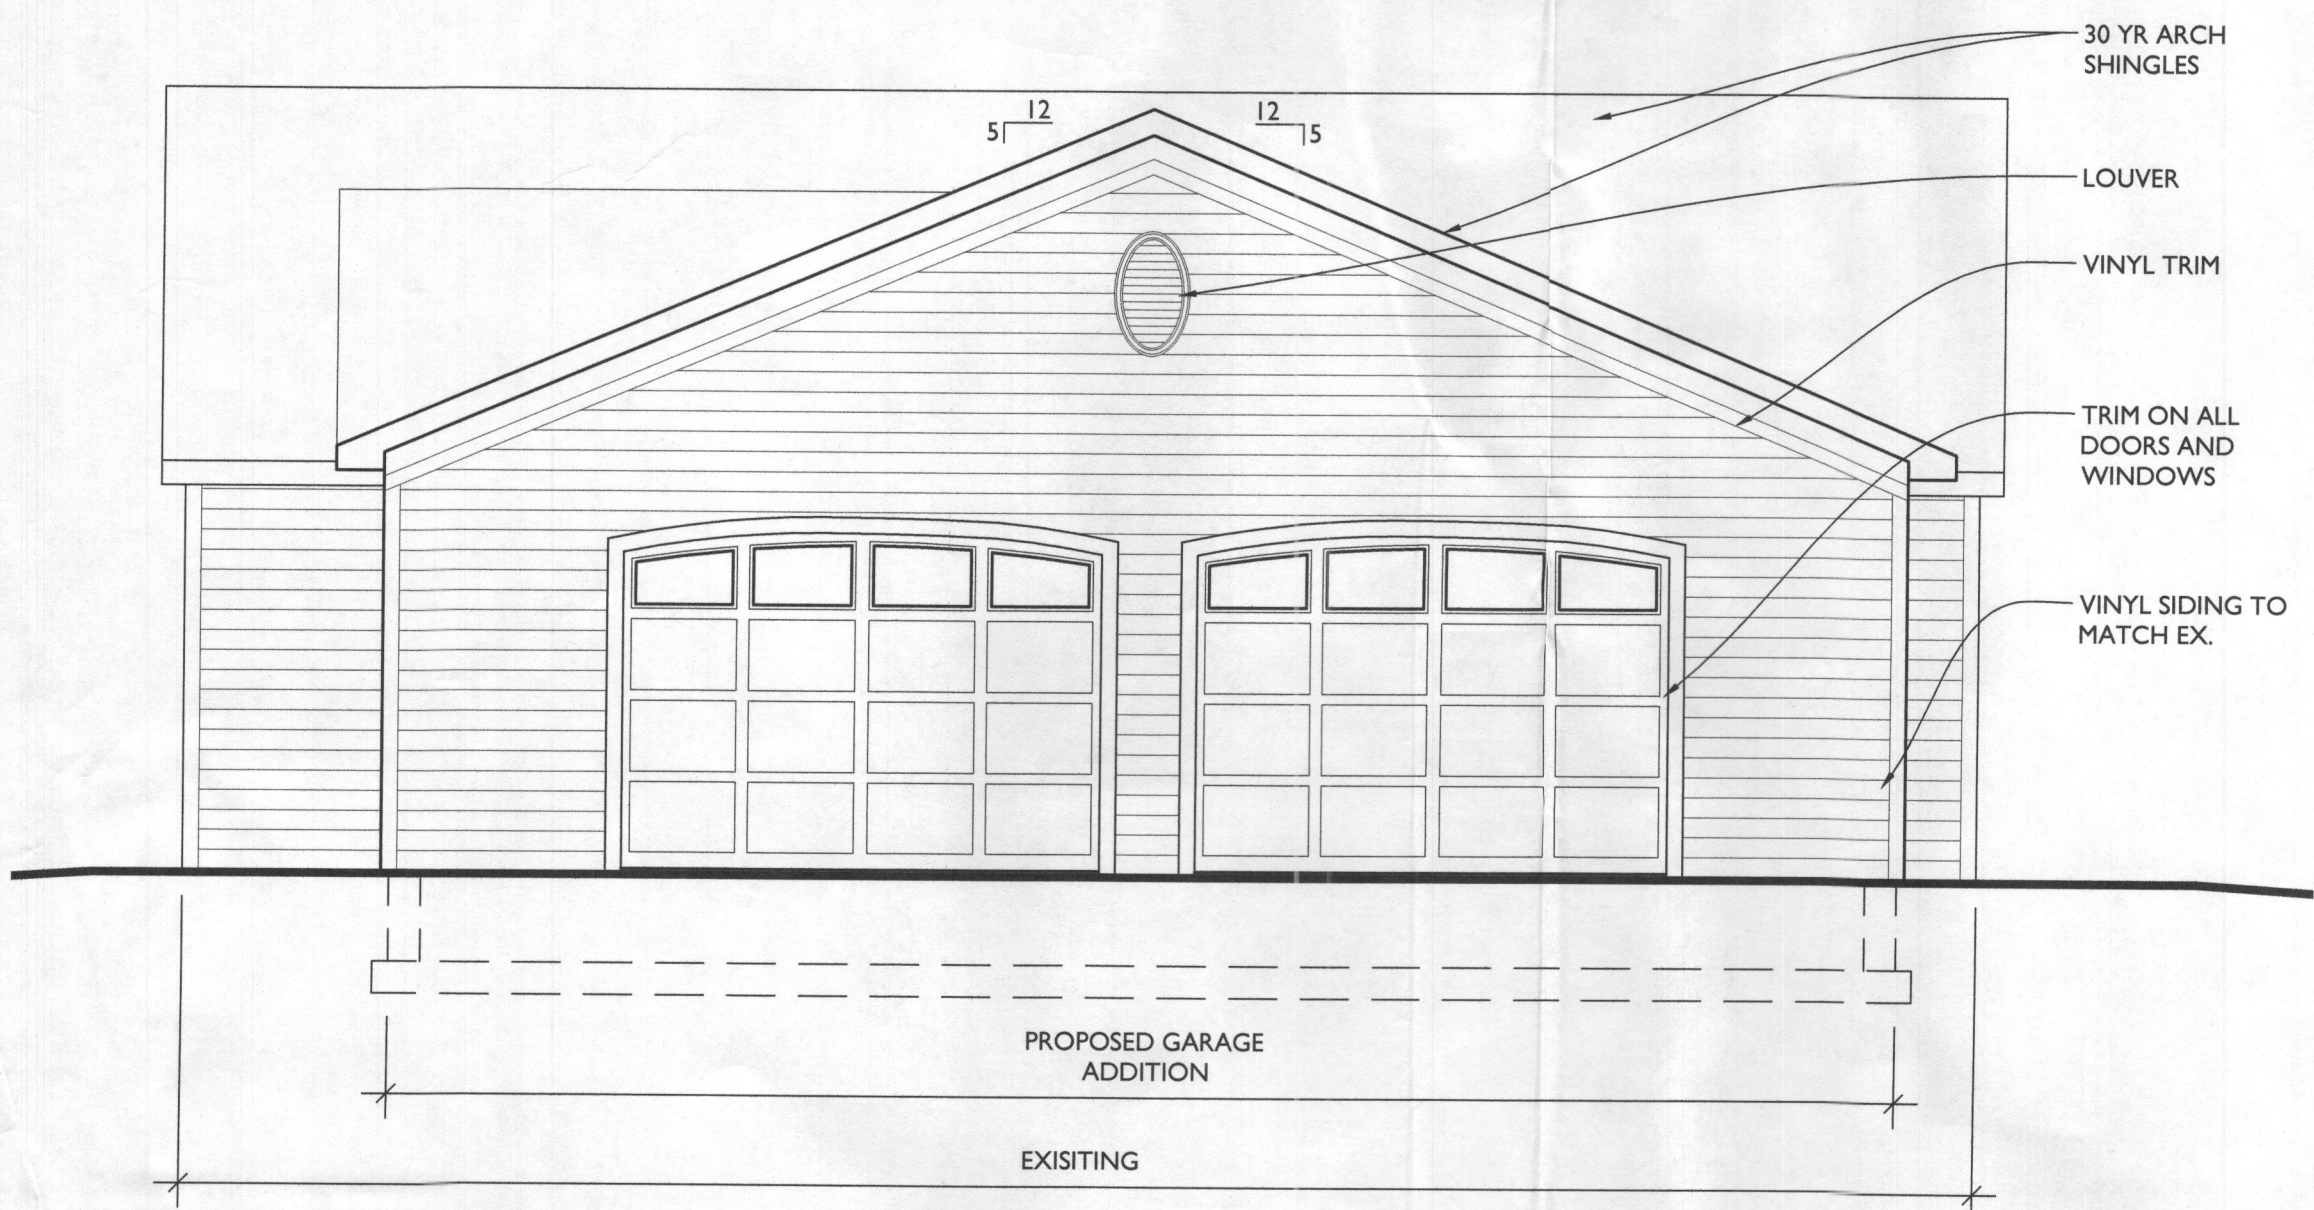 30 YR ARCH
SHINGLES
12
5
12
5
LOUVER
VINYL TRIM
TRIM ON ALL
DOORS AND
WINDOWS
VINYL SIDING TO
MATCH EX.
PROPOSED GARAGE
ADDITION
EXISITING